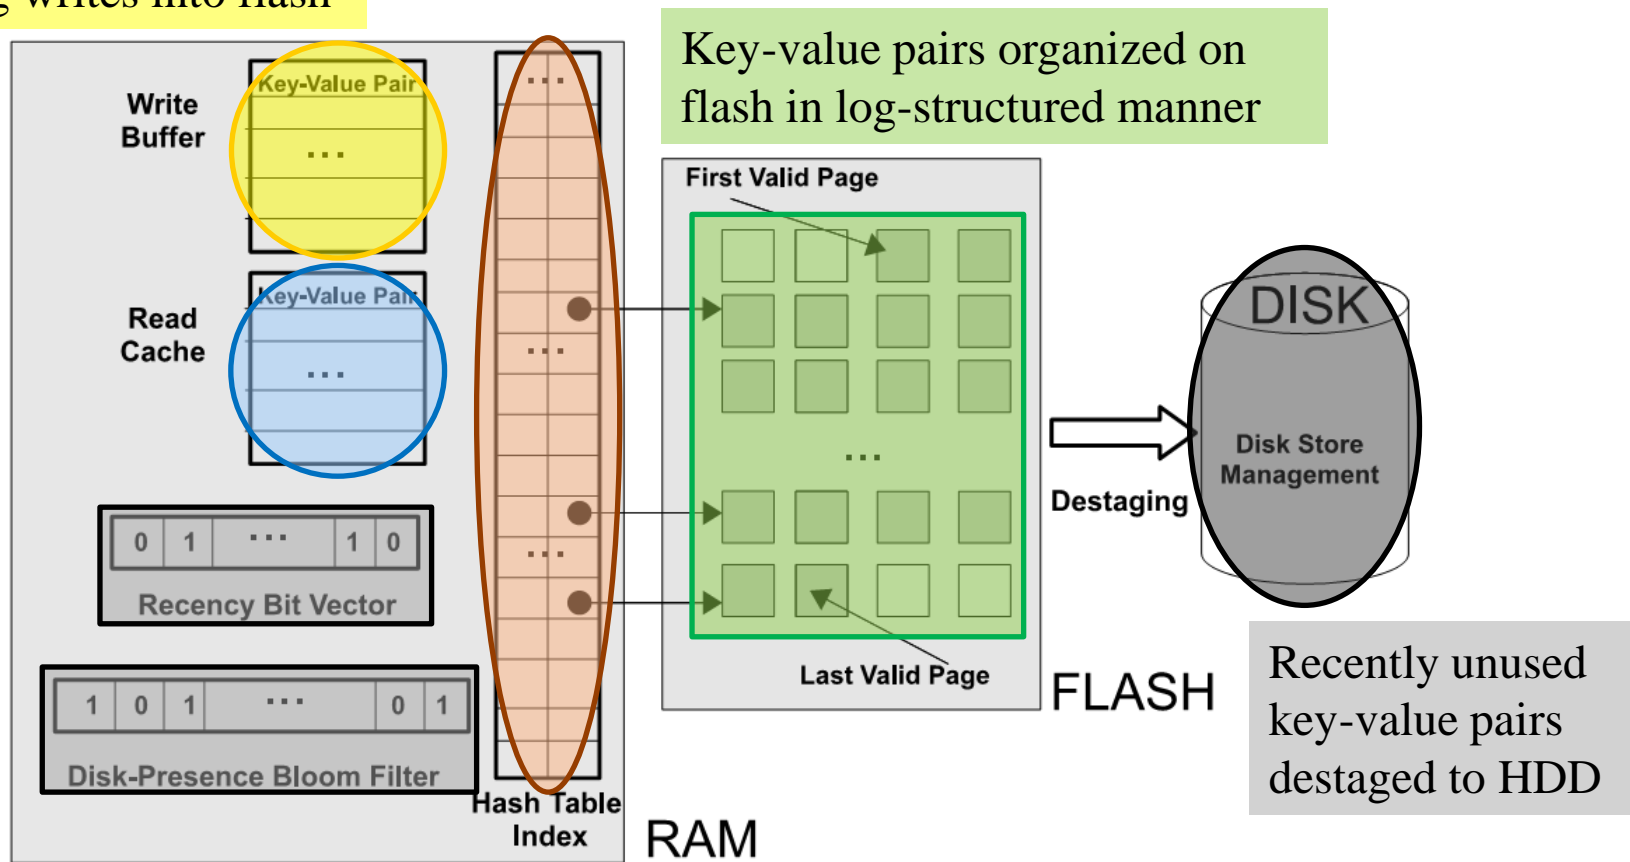 writes into flash
Key-value pairs organized on
flash in log-structured manner
Write
Buffer
Key-Value Pair
...
Read
Cache
Key-Value Pair
...
0 1 ... 1 0
Recency Bit Vector
1 0 1 ... 0 1
Disk-Presence Bloom Filter
...
...
...
Hash Table
Index
RAM
First Valid Page
...
Last Valid Page
FLASH
Destaging
DISK
Disk Store
Management
Recently unused
key-value pairs
destaged to HDD